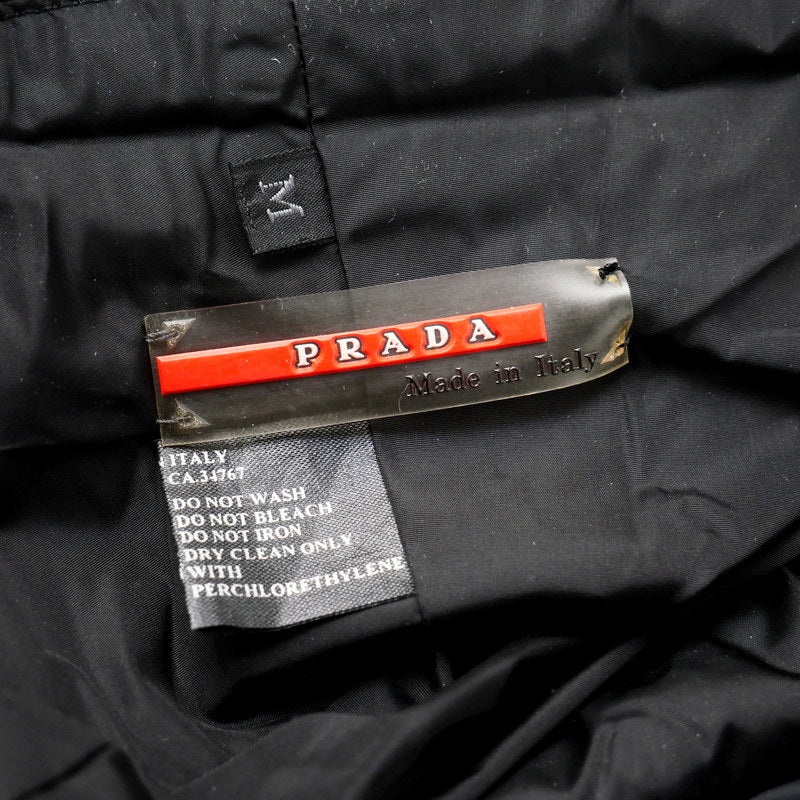 M
PRADA
Made in Italy
ITALY
CA.34767
DO NOT WASH
DO NOT BLEACH
DO NOT IRON
DRY CLEAN ONLY
WITH
PERCHLORETHYLENE